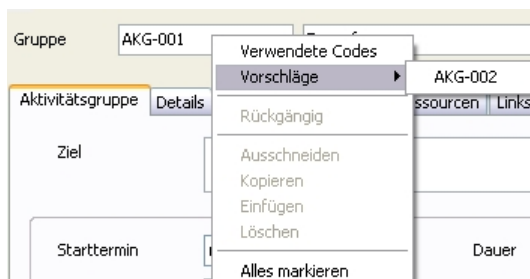 Gruppe AKG-001
Verwendete Codes
Vorschläge AKG-002
Aktivitätsgruppe Details ssourcen Links
Rückgängig
Ziel Ausschneiden
Kopieren
Einfügen
Löschen
Starttermin Dauer
Alles markieren